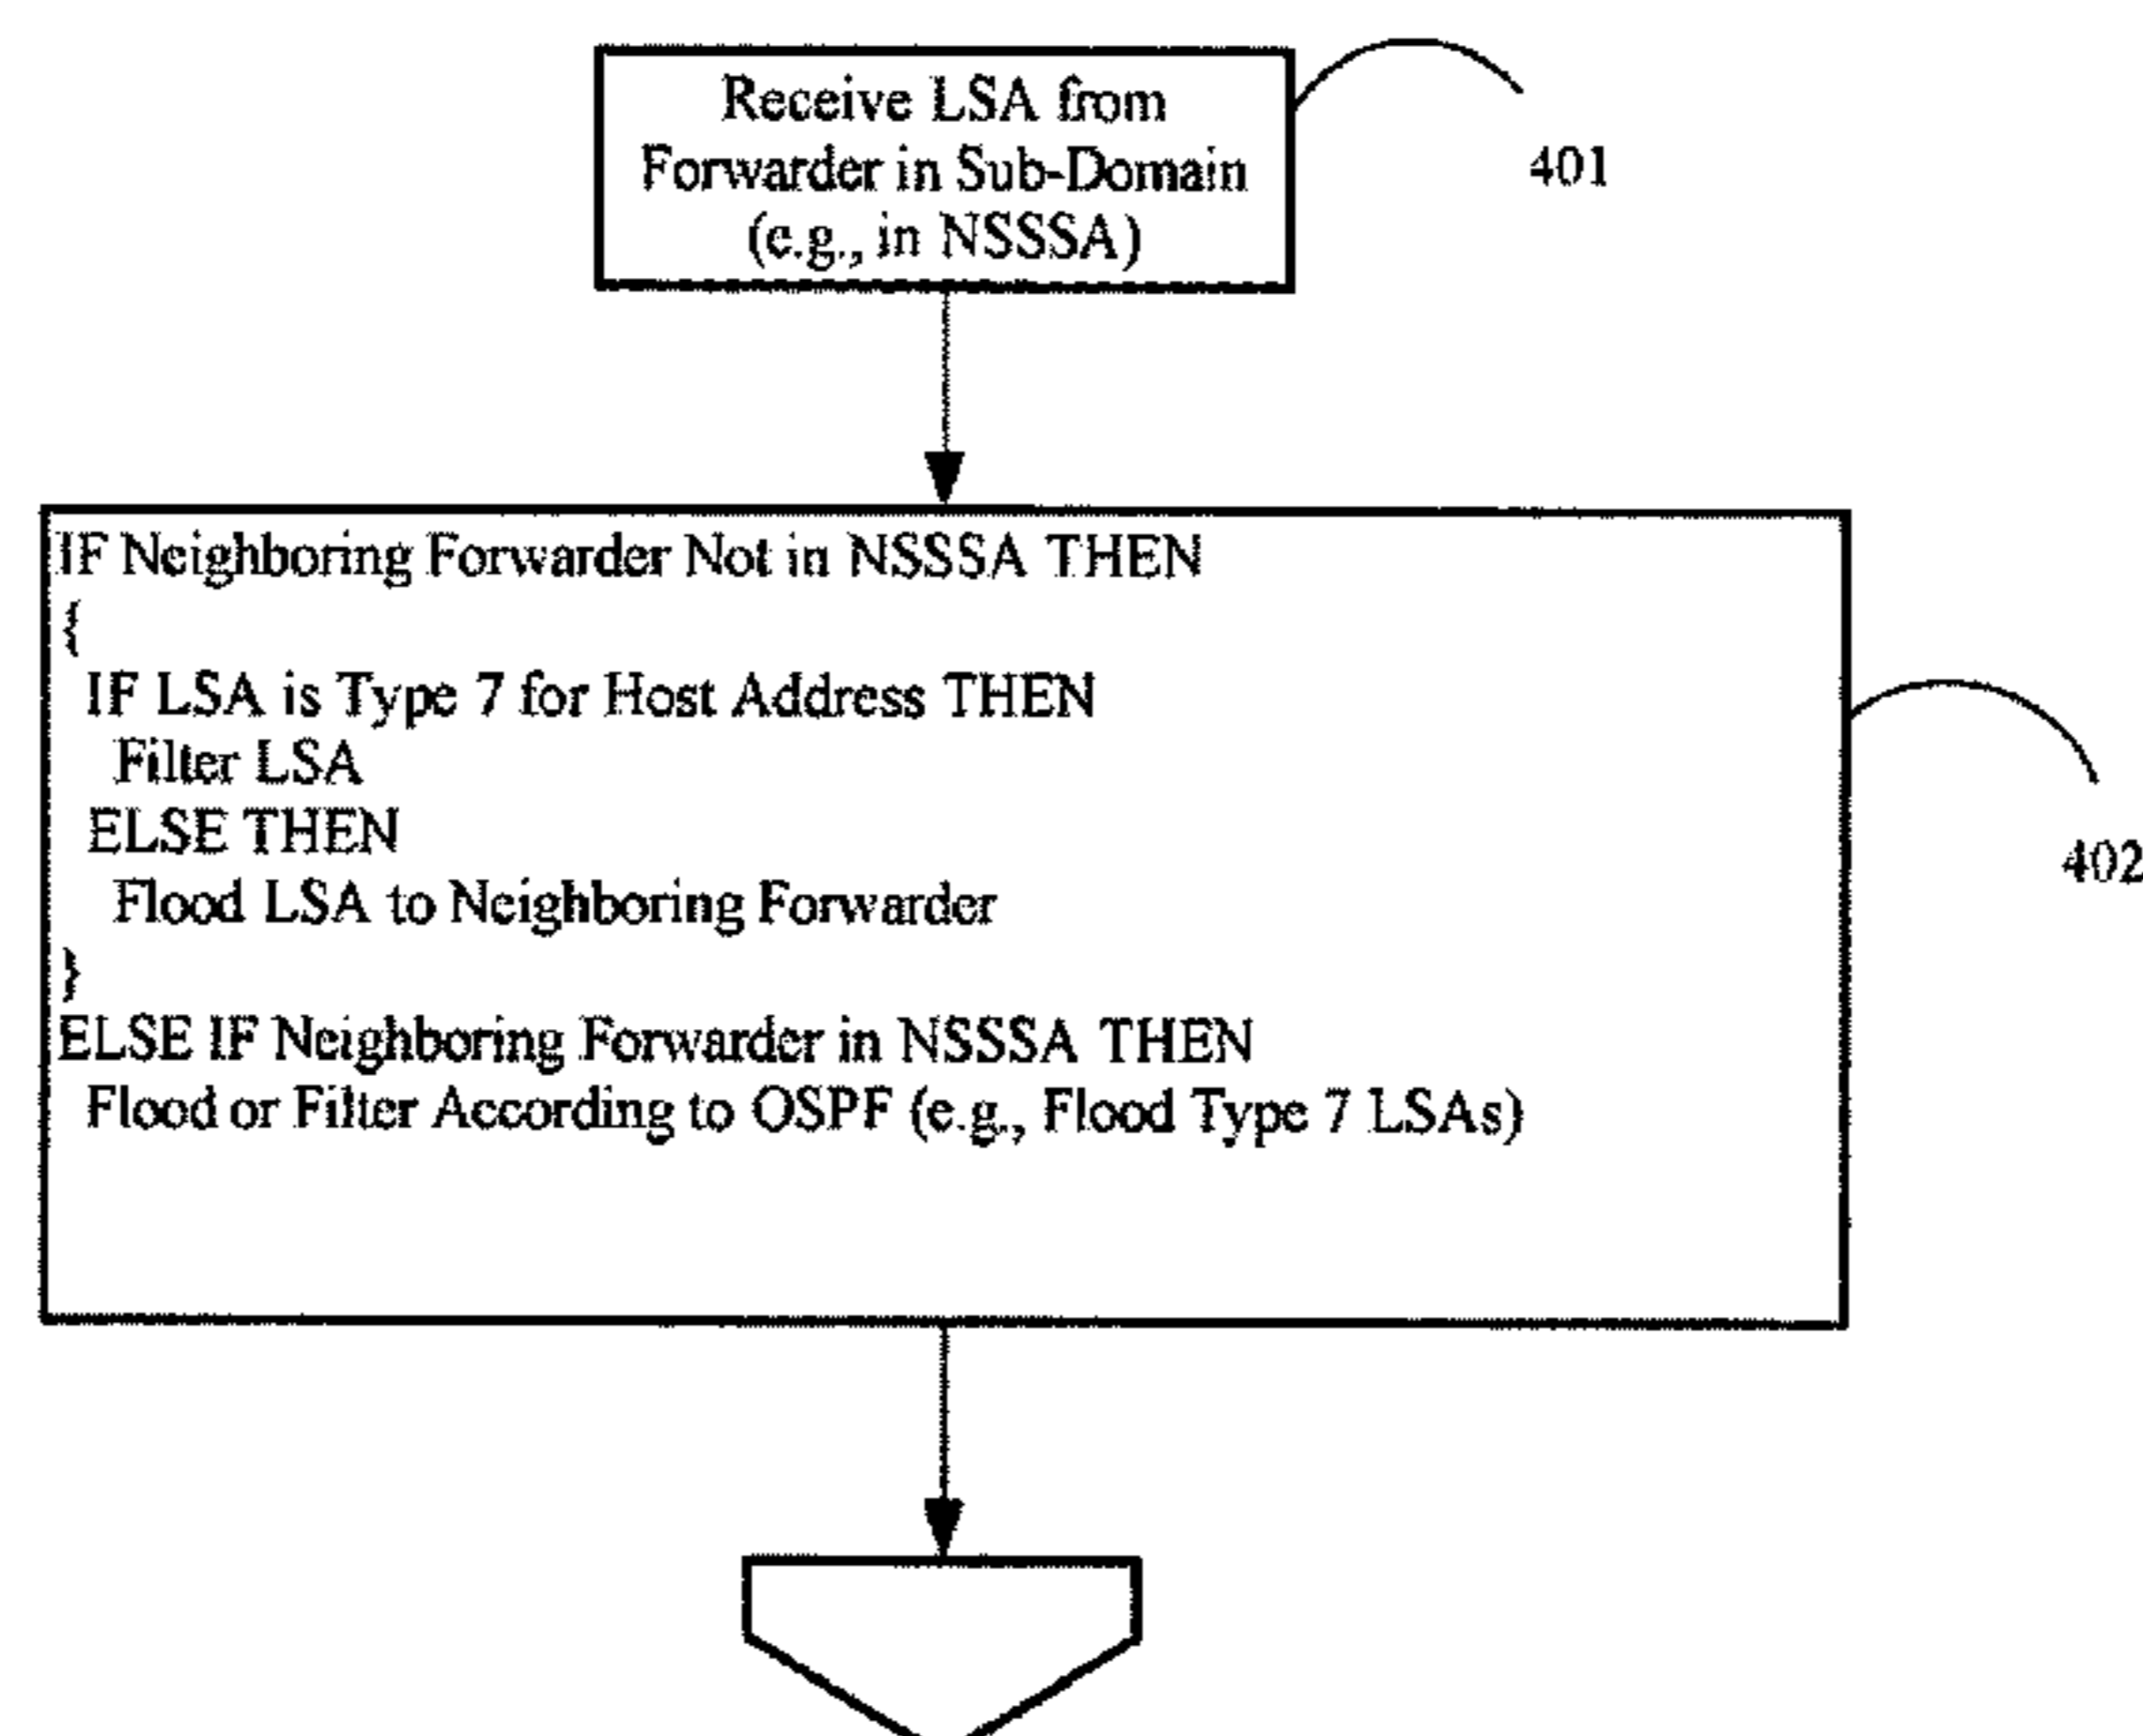 Receive LSA from
Forwarder in Sub-Domain
(e.g., in NSSSA)
401
IF Neighboring Forwarder Not in NSSSA THEN
{
IF LSA is Type 7 for Host Address THEN
Filter LSA
ELSE THEN
Flood LSA to Neighboring Forwarder
}
ELSE IF Neighboring Forwarder in NSSSA THEN
Flood or Filter According to OSPF (e.g., Flood Type 7 LSAs)
402